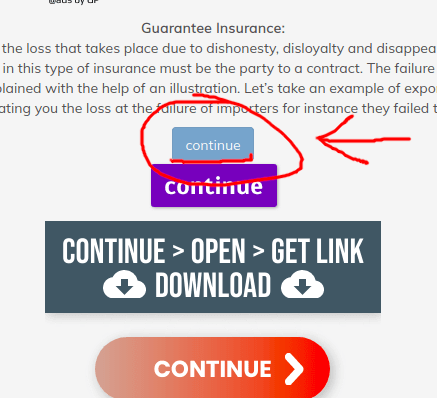 @ads by clP
Guarantee Insurance:
the loss that takes place due to dishonesty, disloyalty and disappea
in this type of insurance must be the party to a contract. The failure
plained with the help of an illustration. Let's take an example of expo
ating you the loss at the failure of importers for instance they failed t
continue
continue
CONTINUE > OPEN > GET LINK
DOWNLOAD
CONTINUE